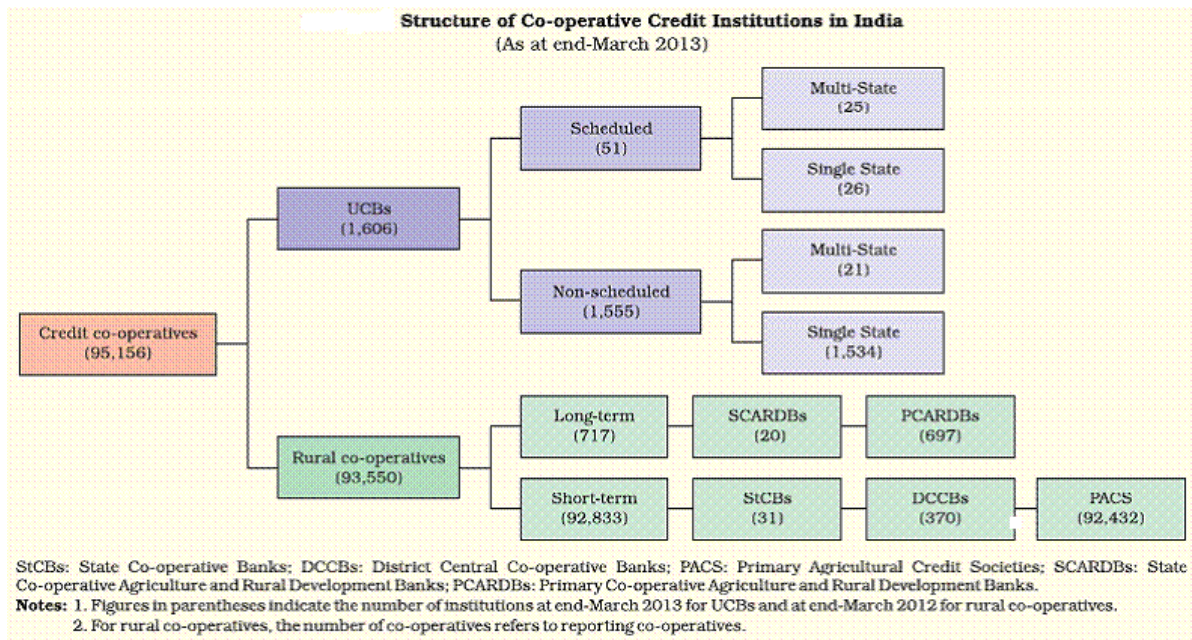 Structure of Co-operative Credit Institutions in India
(As at end-March 2013)
Multi-State
(25)
Scheduled
(51)
Single State
(26)
UCBs
(1,606)
Multi-State
(21)
Non-scheduled
(1,555)
Single State
(1,534)
Credit co-operatives
(95,156)
Long-term
(717)
SCARDBs
(20)
PCARDBs
(697)
Rural co-operatives
(93,550)
Short-term
(92,833)
StCBs
(31)
DCCBs
(370)
PACS
(92,432)
StCBs: State Co-operative Banks; DCCBs: District Central Co-operative Banks; PACS: Primary Agricultural Credit Societies; SCARDBs: State
Co-operative Agriculture and Rural Development Banks; PCARDBs: Primary Co-operative Agriculture and Rural Development Banks.
Notes: 1. Figures in parentheses indicate the number of institutions at end-March 2013 for UCBs and at end-March 2012 for rural co-operatives.
2. For rural co-operatives, the number of co-operatives refers to reporting co-operatives.